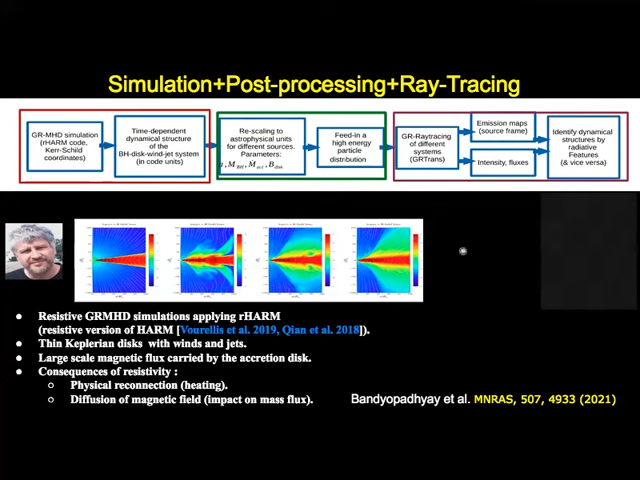 Simulation+Post-processing+Ray-Tracing
GR-MHD simulation
(rHARM code,
Kerr-Schild
coordinates)
Time-dependent
dynamical structure
of the
BH-disk-wind-jet system
(in code units)
Re-scaling to
astrophysical units
for different sources.
Parameters:
Feed-in a
high energy
particle
distribution
GR-Raytracing
of different
systems
(GRTrans)
Emission maps
(source frame)
Intensity, fluxes
Identify dynamical
structures by
radiative
Features
(& vice versa)
● Resistive GRMHD simulations applying rHARM
(resistive version of HARM [Vourellis et al. 2019, Qian et al. 2018]).
● Thin Keplerian disks with winds and jets.
● Large scale magnetic flux carried by the accretion disk.
● Consequences of resistivity :
○ Physical reconnection (heating).
○ Diffusion of magnetic field (impact on mass flux).
Bandyopadhyay et al. MNRAS, 507, 4933 (2021)